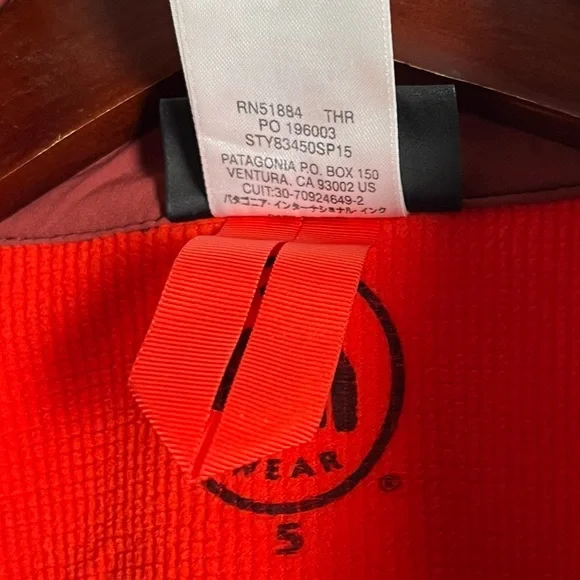 RN51884 THR
PO 196003
STY83450SP15
PATAGONIA P.O. BOX 150
VENTURA, CA 93002 US
CUIT:30-70924649-2
パタゴニア・インターナショナル・インク
WEAR
®
S